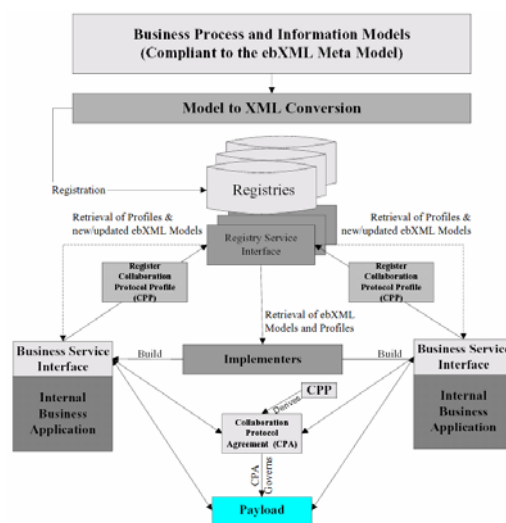 Business Process and Information Models
(Compliant to the ebXML Meta Model)
Model to XML Conversion
Registration
Registries
Retrieval of Profiles &
new/updated ebXML Models
Retrieval of Profiles &
new/updated ebXML Models
Registry Service
Interface
Register
Collaboration
Protocol Profile
(CPP)
Register
Collaboration
Protocol Profile
(CPP)
Retrieval of ebXML
Models and Profiles
Business Service
Interface
Build
Implementers
Build
Business Service
Interface
Internal
Business
Application
Internal
Business
Application
CPP
Derives
Collaboration
Protocol
Agreement (CPA)
CPA
Governs
Payload